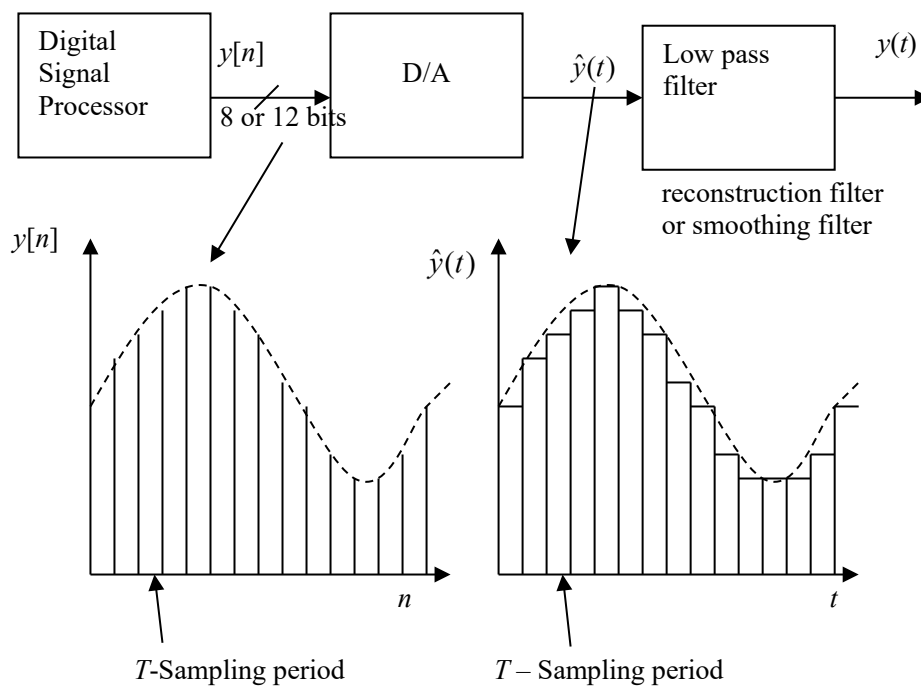 Digital
Signal
Processor
y[n]
8 or 12 bits
D/A
ŷ(t)
Low pass
filter
y(t)
reconstruction filter
or smoothing filter
y[n]
n
T-Sampling period
ŷ(t)
t
T – Sampling period